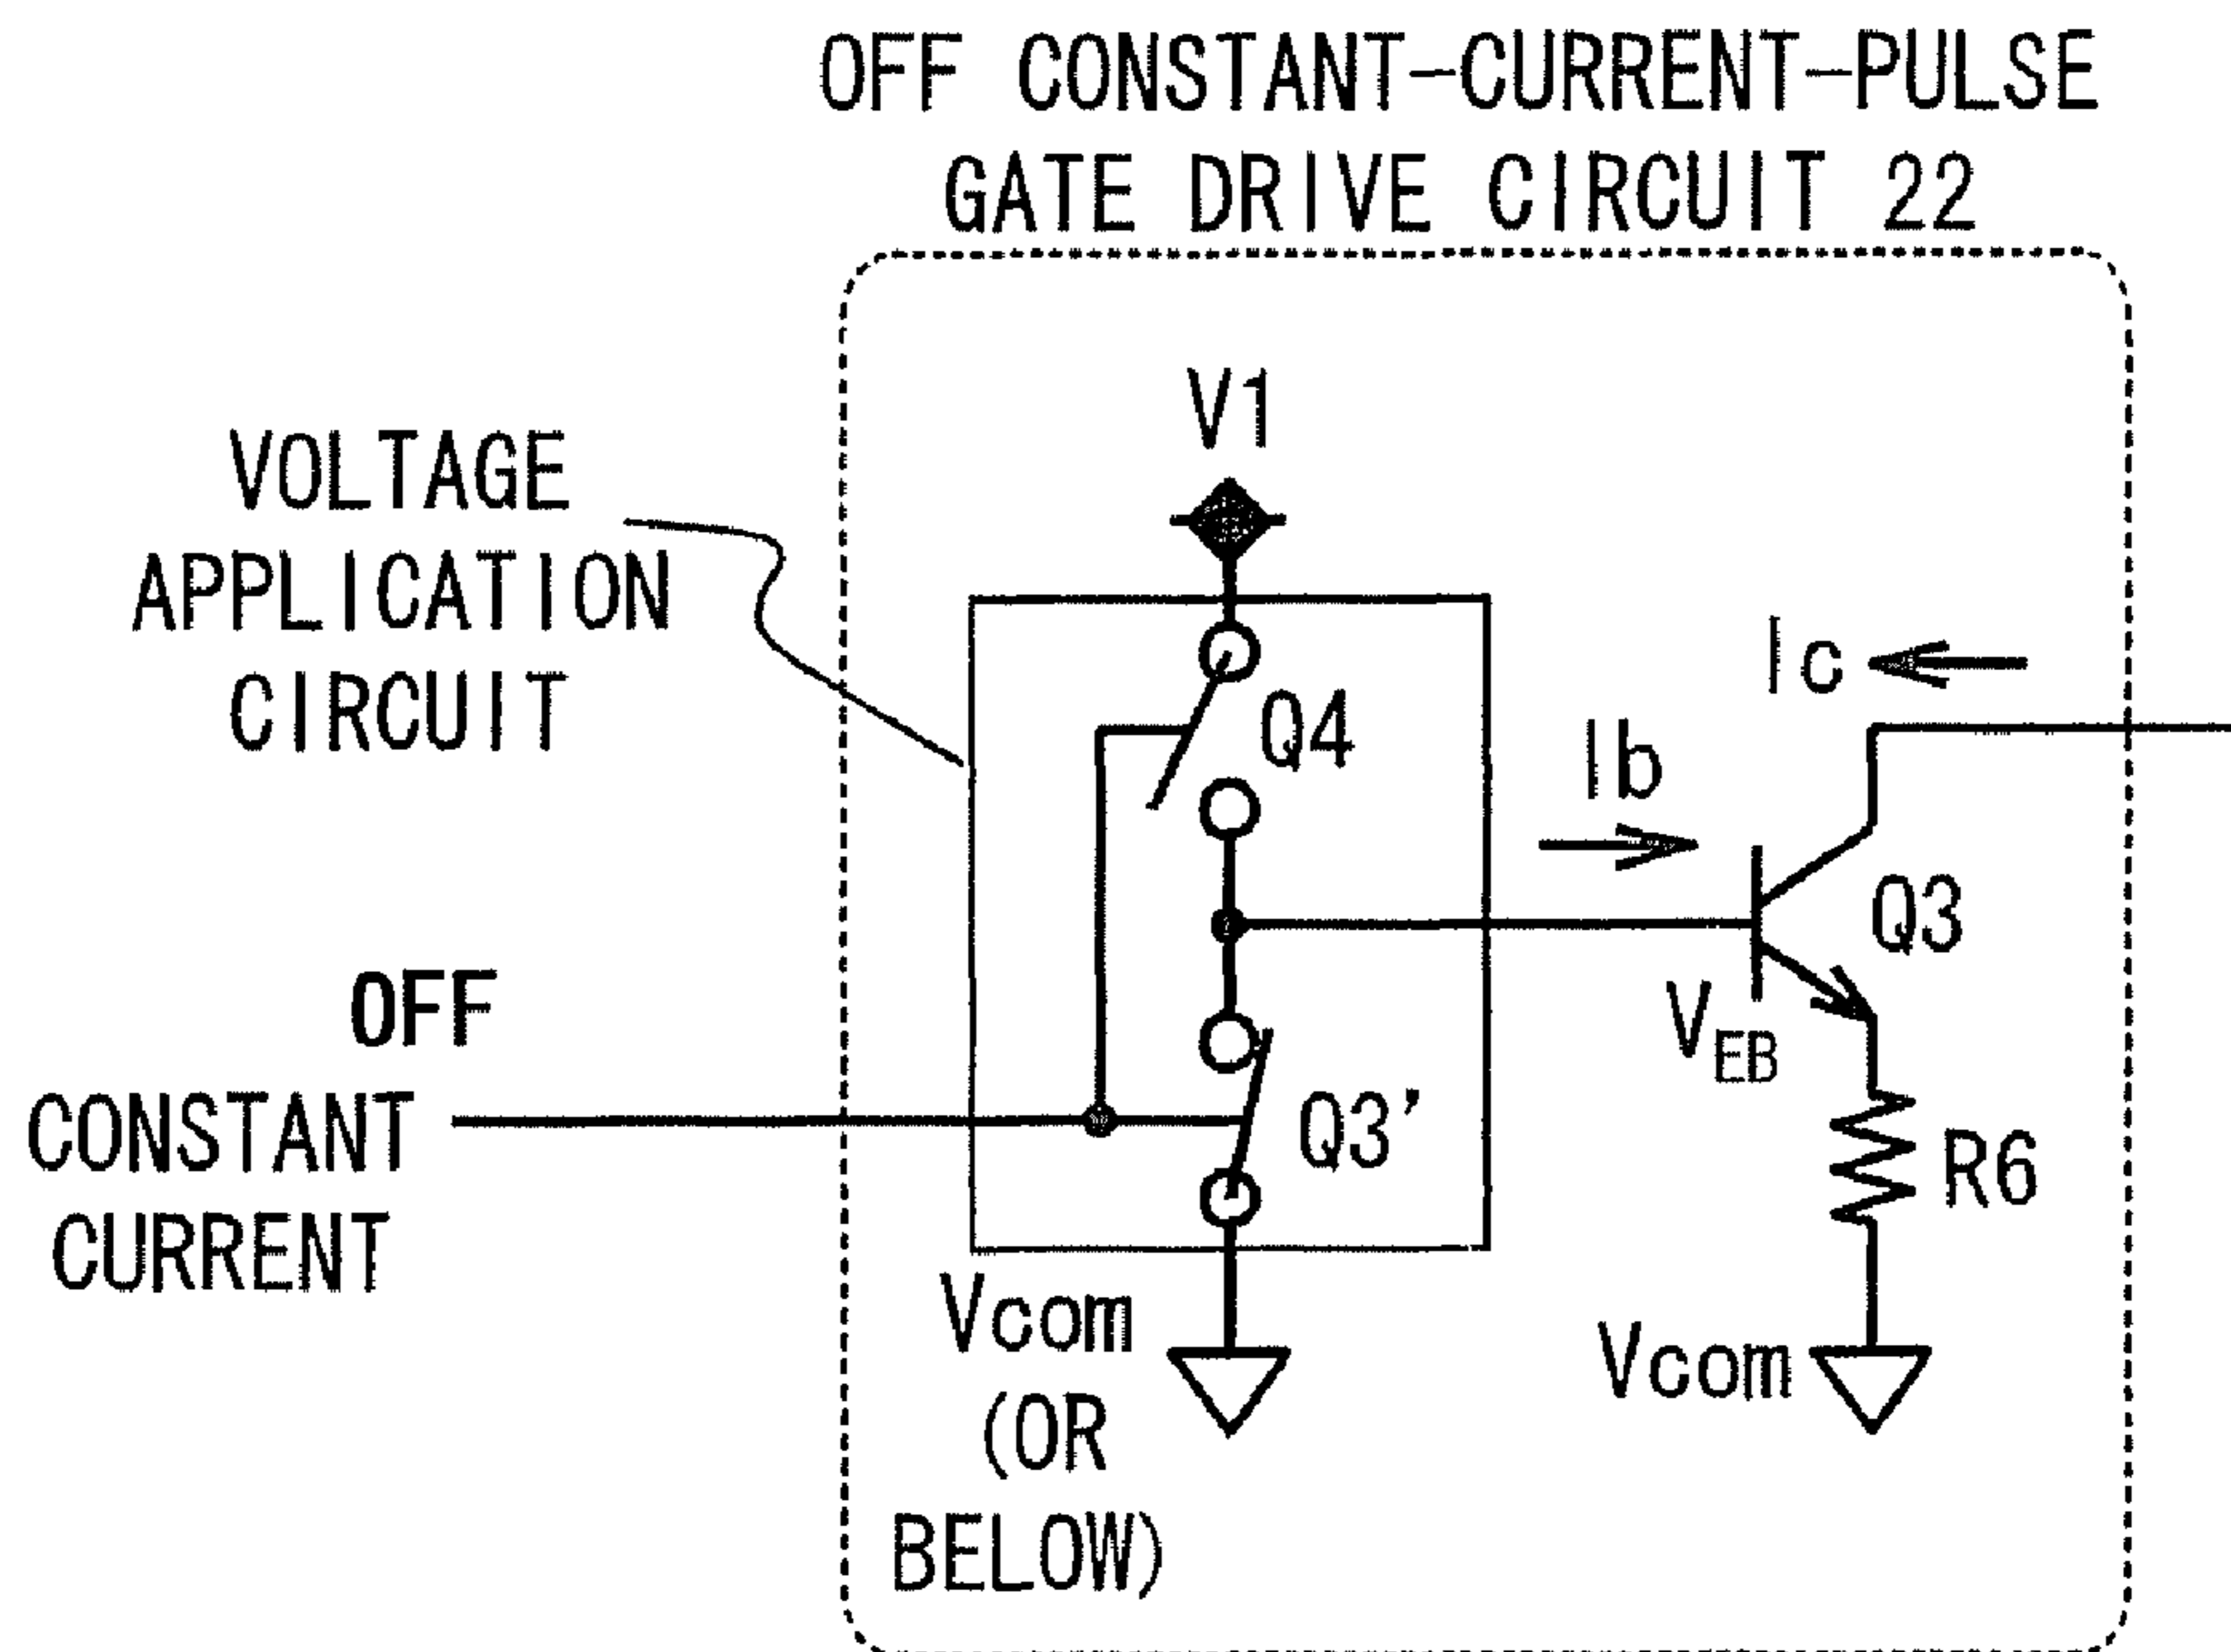 OFF CONSTANT-CURRENT-PULSE
GATE DRIVE CIRCUIT 22
V1
VOLTAGE
APPLICATION
CIRCUIT
Q4
Ic
Ib
Q3
VEB
OFF
CONSTANT
CURRENT
Q3'
R6
Vcom
(OR
BELOW)
Vcom